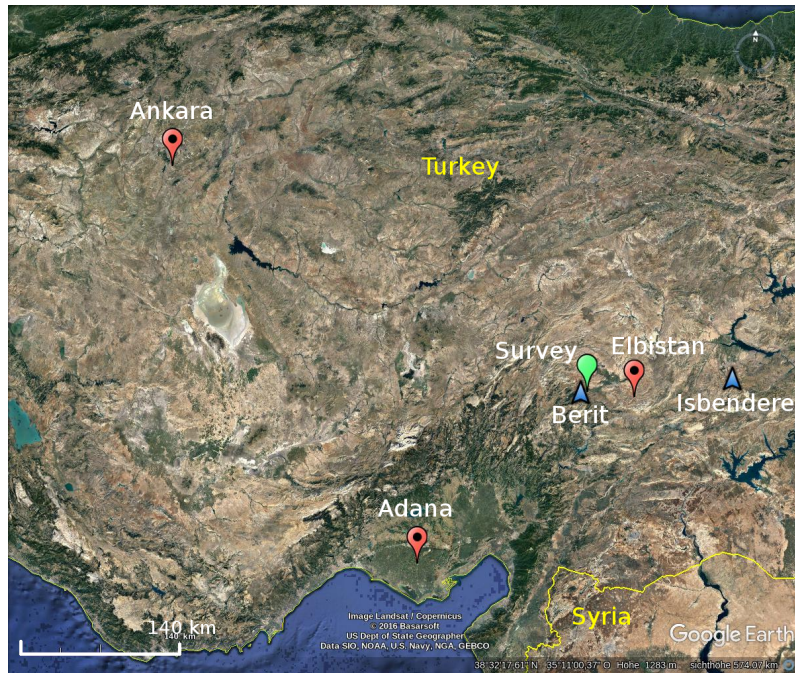 N
Ankara
Turkey
Survey
Elbistan
Berit
Isbendere
Adana
140 km
140 km
Syria
Image Landsat / Copernicus
© 2016 Basarsoft
US Dept of State Geographer
Data SIO, NOAA, U.S. Navy, NGA, GEBCO
Google Earth
38°32'17.61" N 35°11'00,37" O Höhe 1283 m sichthöhe 574.07 km